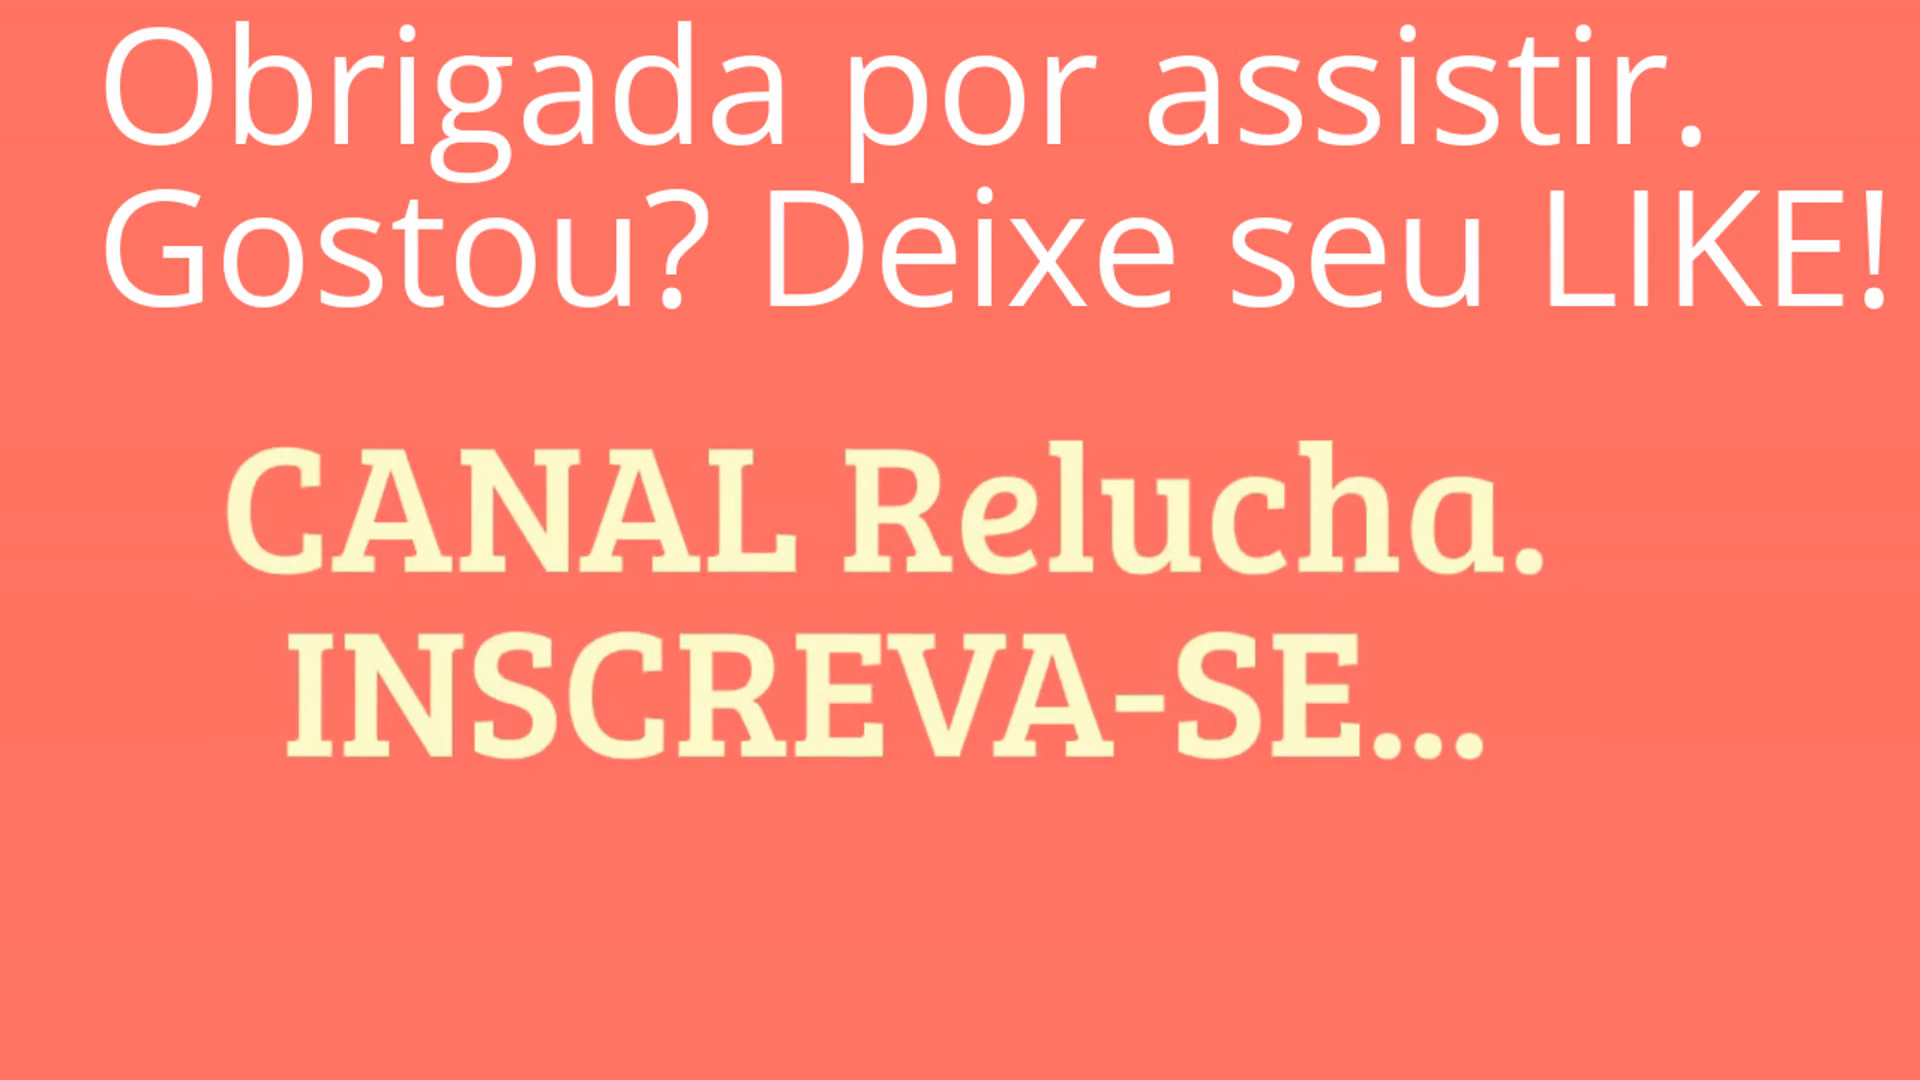 Obrigada por assistir.
Gostou? Deixe seu LIKE!
CANAL Relucha.
INSCREVA-SE...